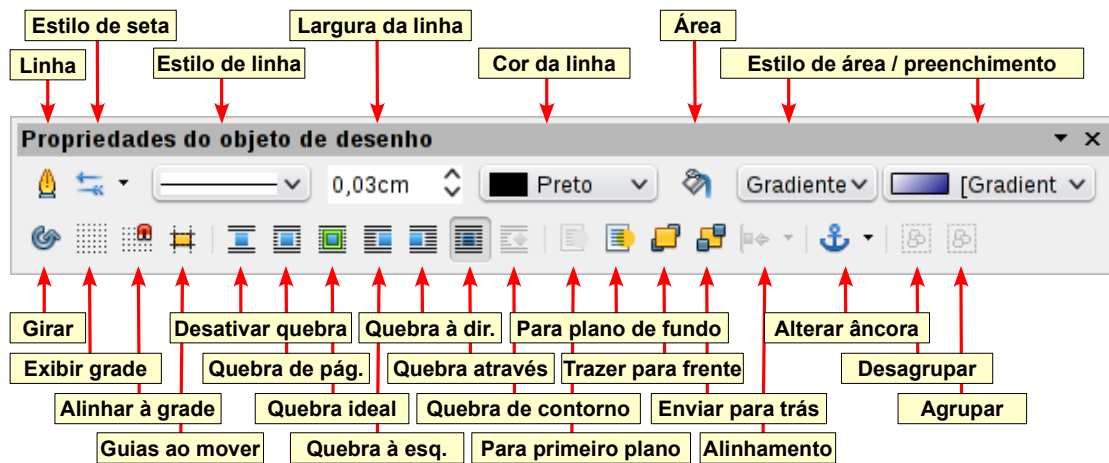 Estilo de seta Largura da linha Área
Linha Estilo de linha Cor da linha Estilo de área / preenchimento
Propriedades do objeto de desenho
0,03cm Preto Gradiente [Gradient
Girar Desativar quebra Quebra à dir. Para plano de fundo Alterar âncora
Exibir grade Quebra de pág. Quebra através Trazer para frente Desagrupar
Alinhar à grade Quebra ideal Quebra de contorno Enviar para trás Agrupar
Guias ao mover Quebra à esq. Para primeiro plano Alinhamento